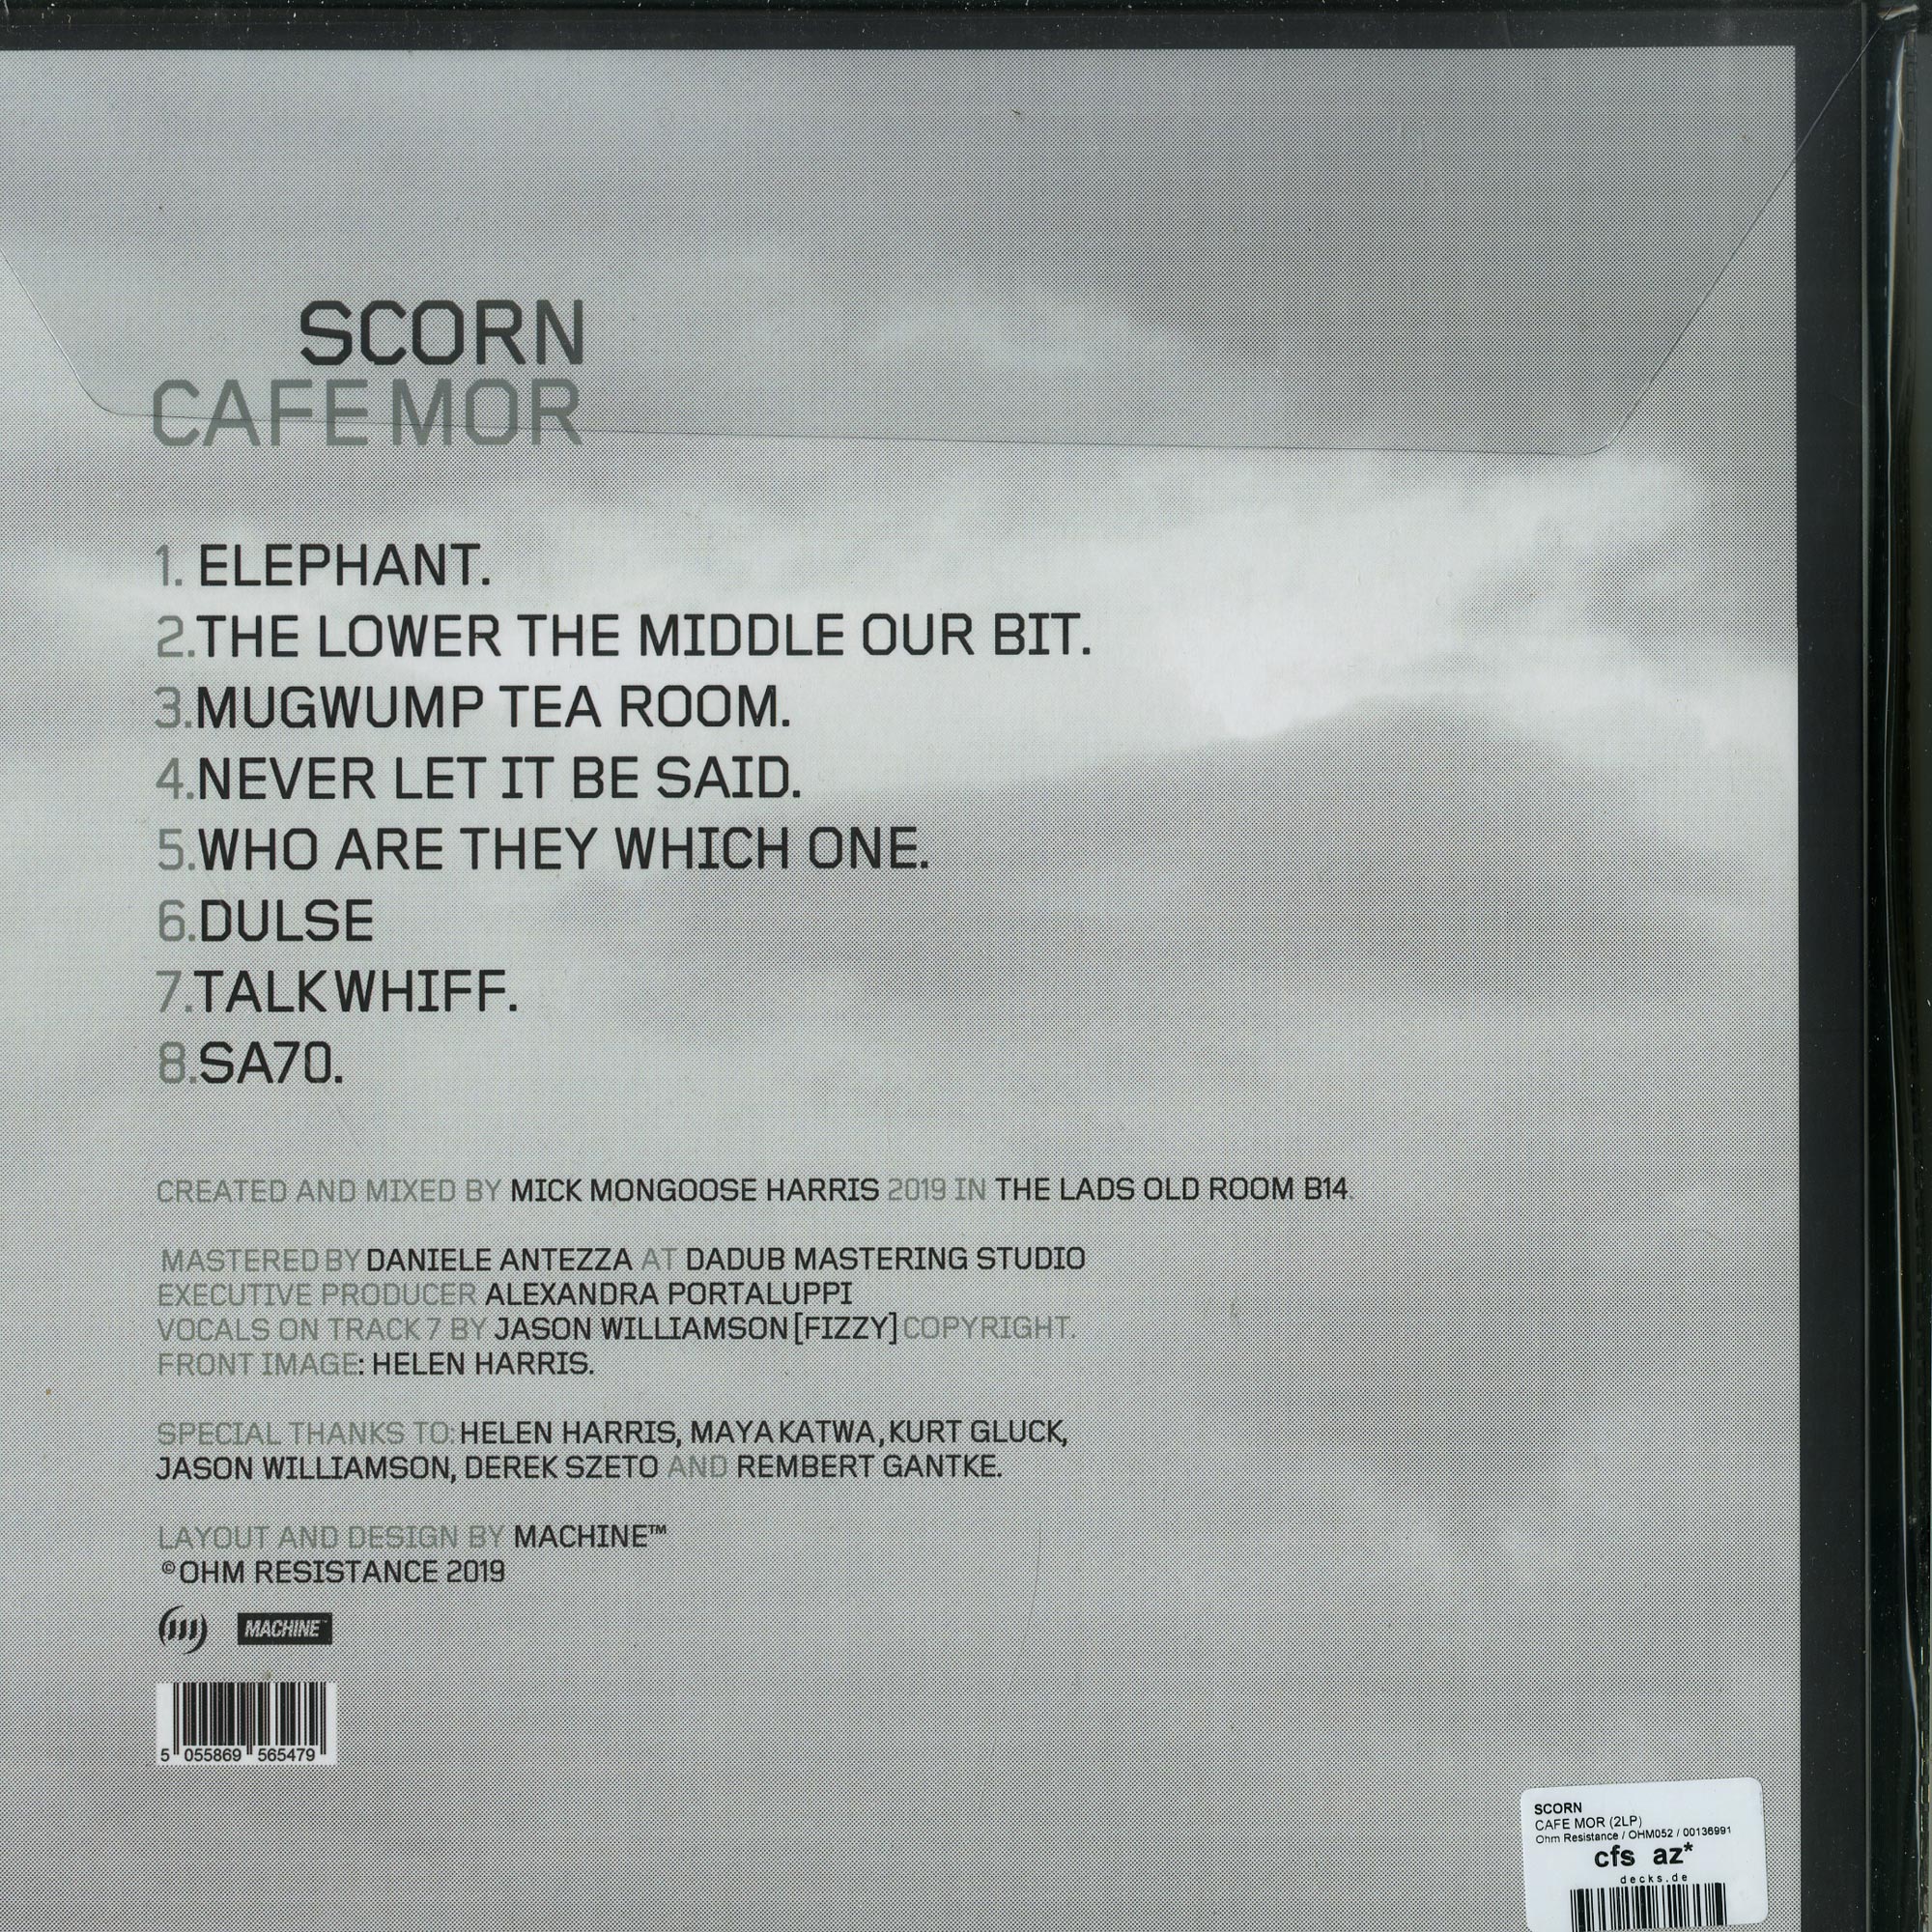 SCORN
CAFE MOR
1. ELEPHANT.
2.THE LOWER THE MIDDLE OUR BIT.
3.MUGWUMP TEA ROOM.
4.NEVER LET IT BE SAID.
5.WHO ARE THEY WHICH ONE.
6.DULSE
7.TALKWHIFF.
8.SA70.
CREATED AND MIXED BY MICK MONGOOSE HARRIS 2019 IN THE LADS OLD ROOM B14.
MASTERED BY DANIELE ANTEZZA AT DADUB MASTERING STUDIO
EXECUTIVE PRODUCER ALEXANDRA PORTALUPPI
VOCALS ON TRACK 7 BY JASON WILLIAMSON [FIZZY] COPYRIGHT.
FRONT IMAGE: HELEN HARRIS.
SPECIAL THANKS TO: HELEN HARRIS, MAYA KATWA, KURT GLUCK,
JASON WILLIAMSON, DEREK SZETO AND REMBERT GANTKE.
LAYOUT AND DESIGN BY MACHINE™
©OHM RESISTANCE 2019
MACHINE™
5 055869 565479
SCORN
CAFE MOR (2LP)
Ohm Resistance / OHM052 / 00136991
cfs az*
decks.de